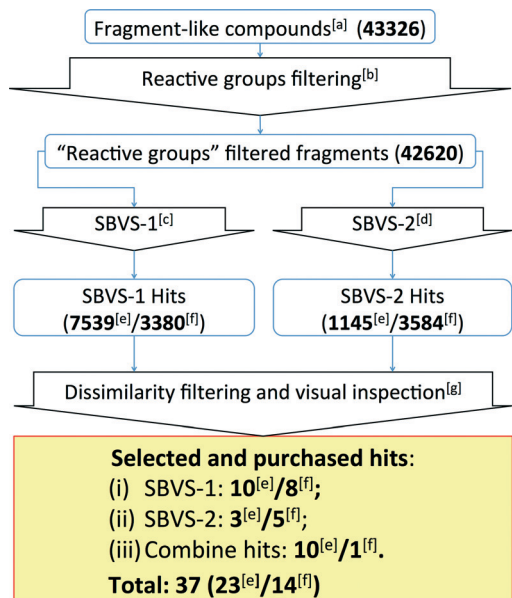 Fragment-like compounds[a] (43326)
Reactive groups filtering[b]
“Reactive groups” filtered fragments (42620)
SBVS-1[c]
SBVS-2[d]
SBVS-1 Hits
(7539[e]/3380[f])
SBVS-2 Hits
(1145[e]/3584[f])
Dissimilarity filtering and visual inspection[g]
Selected and purchased hits:
(i) SBVS-1: 10[e]/8[f];
(ii) SBVS-2: 3[e]/5[f];
(iii) Combine hits: 10[e]/1[f].
Total: 37 (23[e]/14[f])